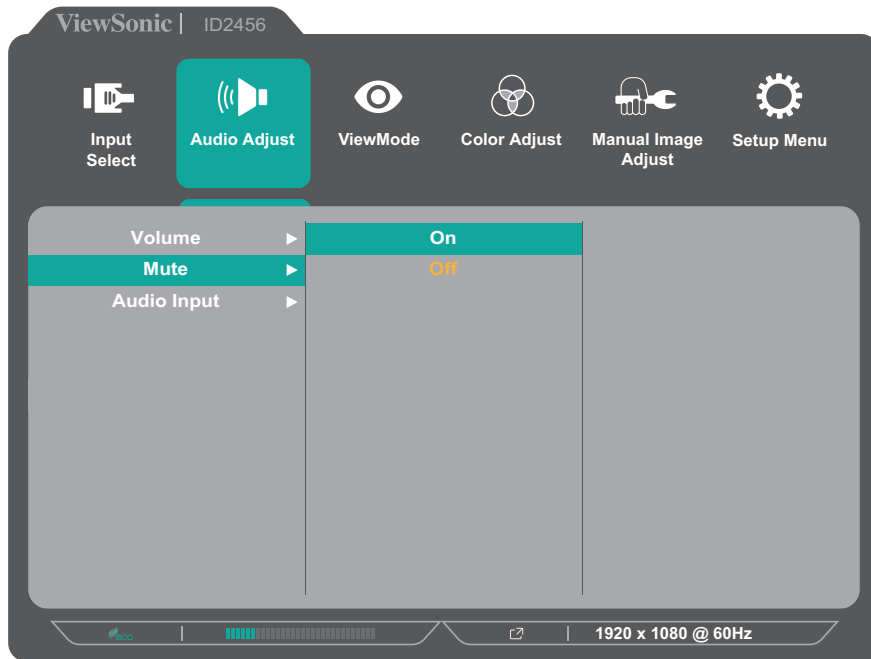 ViewSonic | ID2456
Input Select
Audio Adjust
ViewMode
Color Adjust
Manual Image Adjust
Setup Menu
Volume
On
Mute
Off
Audio Input
eco
1920 x 1080 @ 60Hz